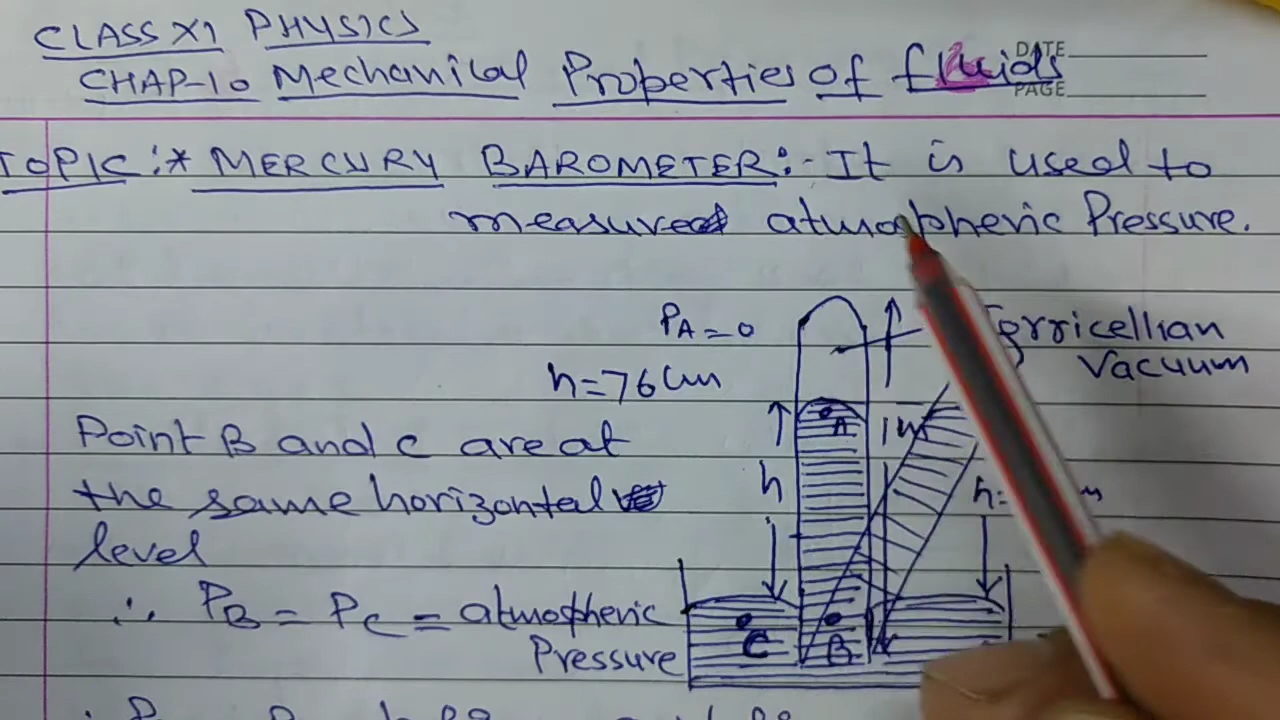 CLASS XI PHYSICS
CHAP-10 Mechanical Properties of fluids
DATE
PAGE
TOPIC:* MERCURY BAROMETER:- It is used to
measure atmospheric Pressure.
PA = 0
Torricellian
Vacuum
h=76 cm
A
1m
Point B and C are at
the same horizontal
level
h
h=
∴ PB = PC = atmospheric
Pressure
C
B